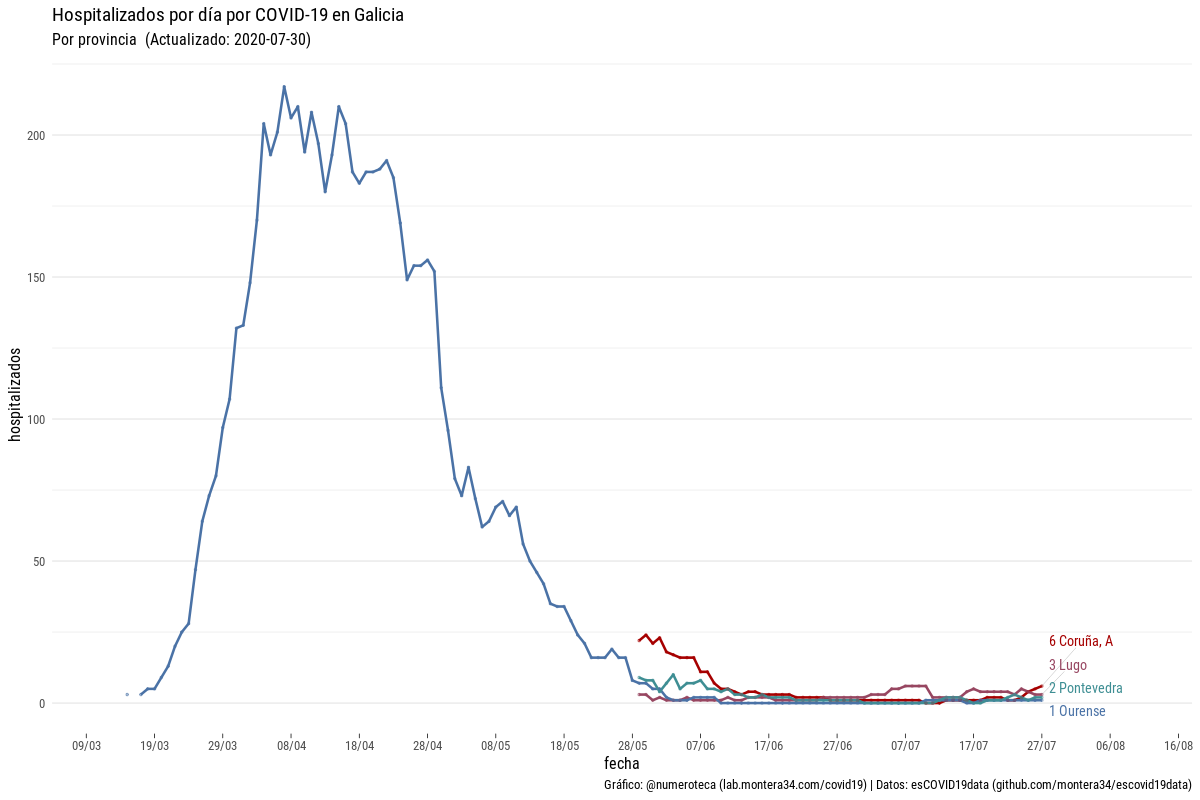 Hospitalizados por día por COVID-19 en Galicia
Por provincia  (Actualizado: 2020-07-30)
hospitalizados
200
150
100
50
0
6 Coruña, A
3 Lugo
2 Pontevedra
1 Ourense
09/03 19/03 29/03 08/04 18/04 28/04 08/05 18/05 28/05 07/06 17/06 27/06 07/07 17/07 27/07 06/08 16/08
fecha
Gráfico: @numeroteca (lab.montera34.com/covid19) | Datos: esCOVID19data (github.com/montera34/escovid19data)